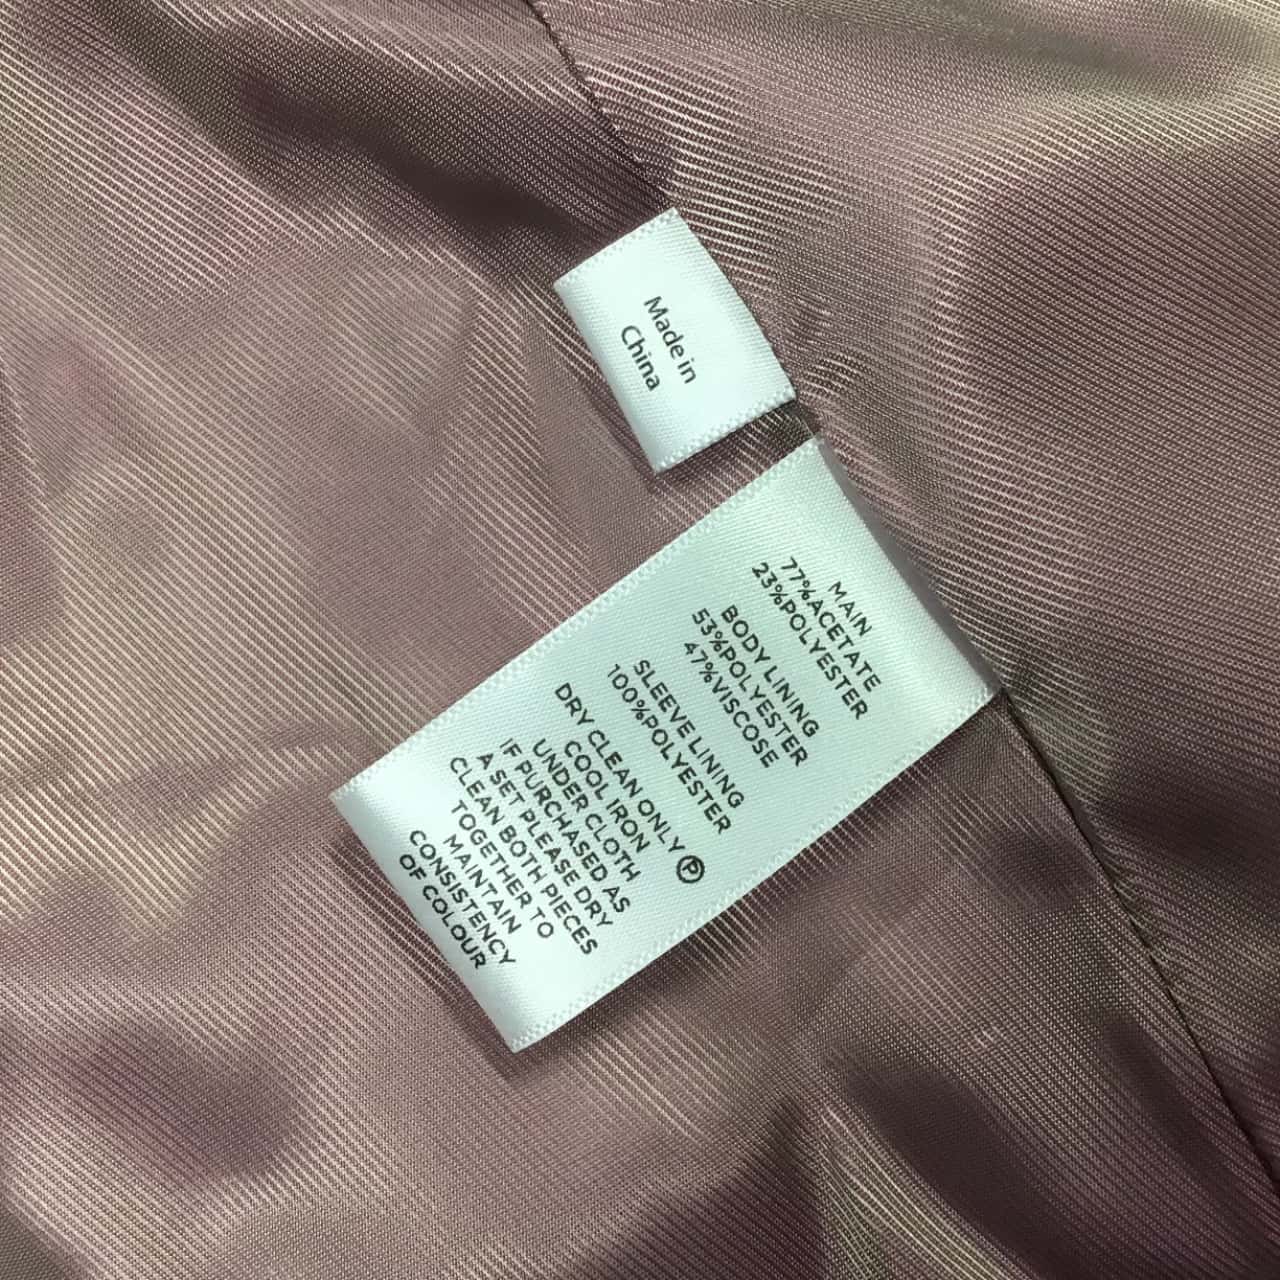 Made in
China
MAIN
77%ACETATE
23%POLYESTER
BODY LINING
53%POLYESTER
47%VISCOSE
SLEEVE LINING
100%POLYESTER
DRY CLEAN ONLY Ⓟ
COOL IRON
UNDER CLOTH
IF PURCHASED AS
A SET PLEASE DRY
CLEAN BOTH PIECES
TOGETHER TO
MAINTAIN
CONSISTENCY
OF COLOUR